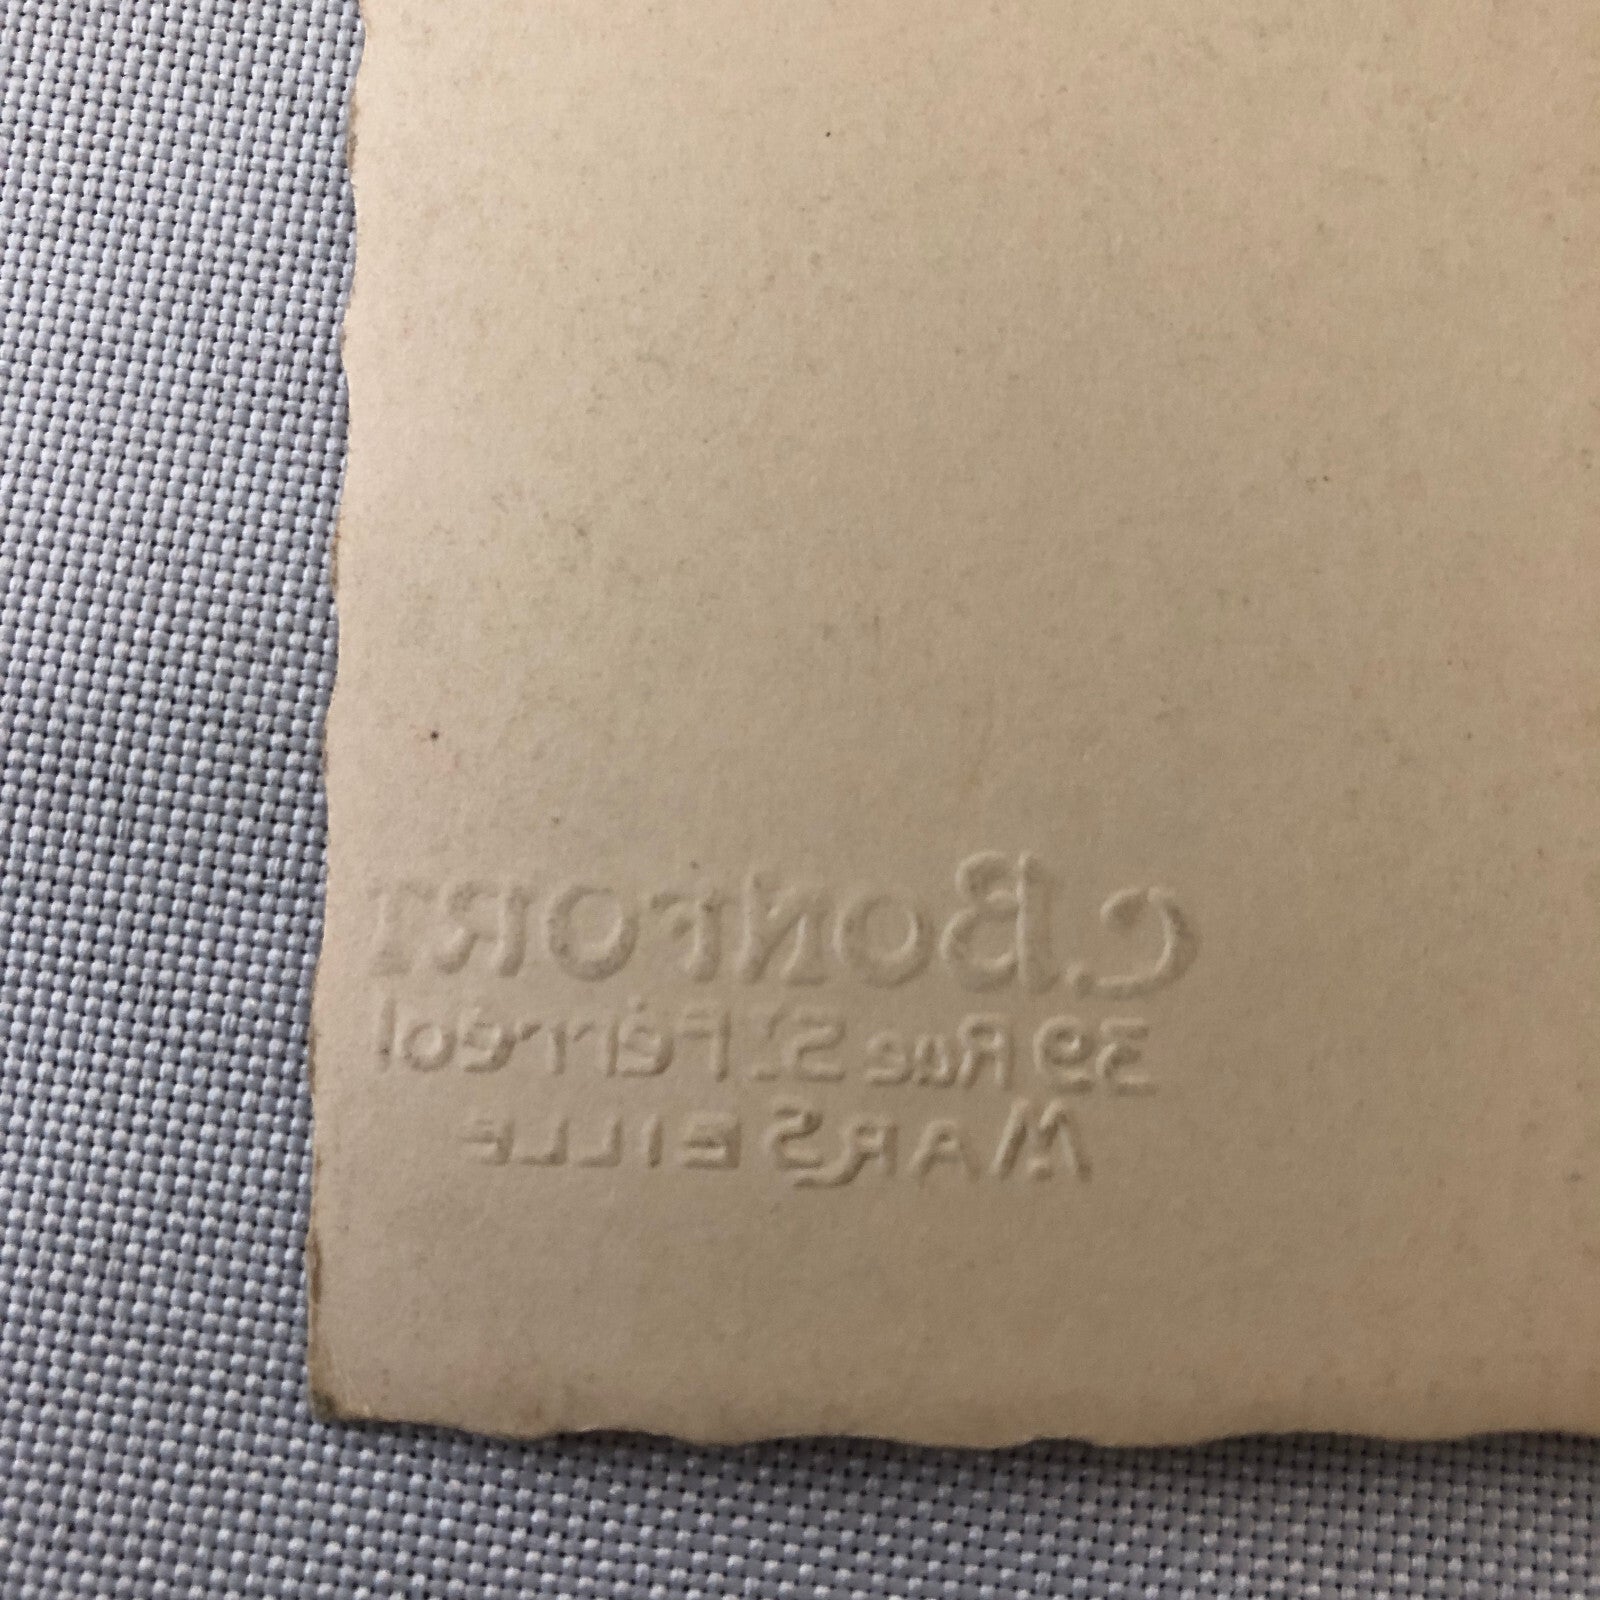 C. BONFORT
39 Rue St. Ferréol
MARSEILLE